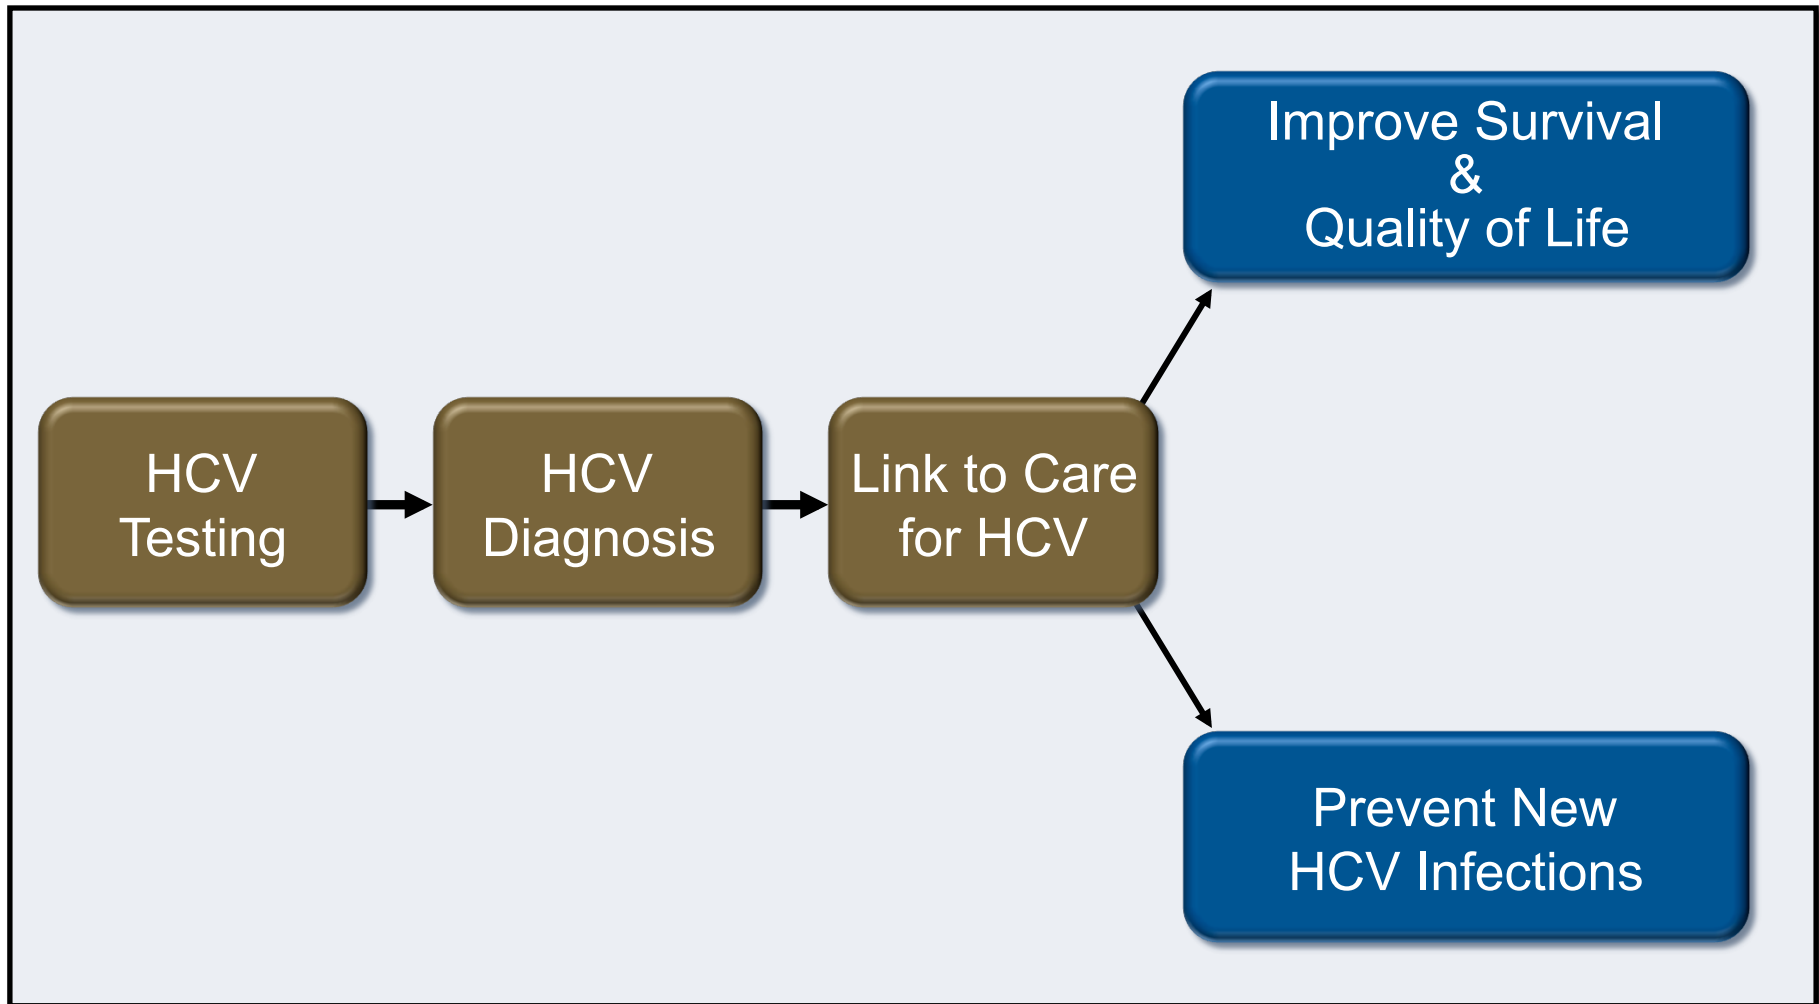 HCV
Testing
HCV
Diagnosis
Link to Care
for HCV
Improve Survival
&
Quality of Life
Prevent New
HCV Infections